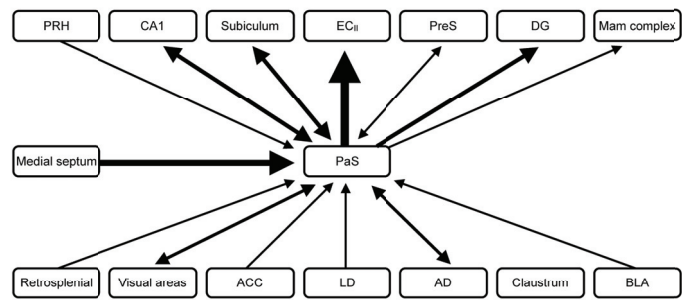 PRH CA1 Subiculum ECII PreS DG Mam complex
Medial septum PaS
Retrosplenial Visual areas ACC LD AD Claustrum BLA